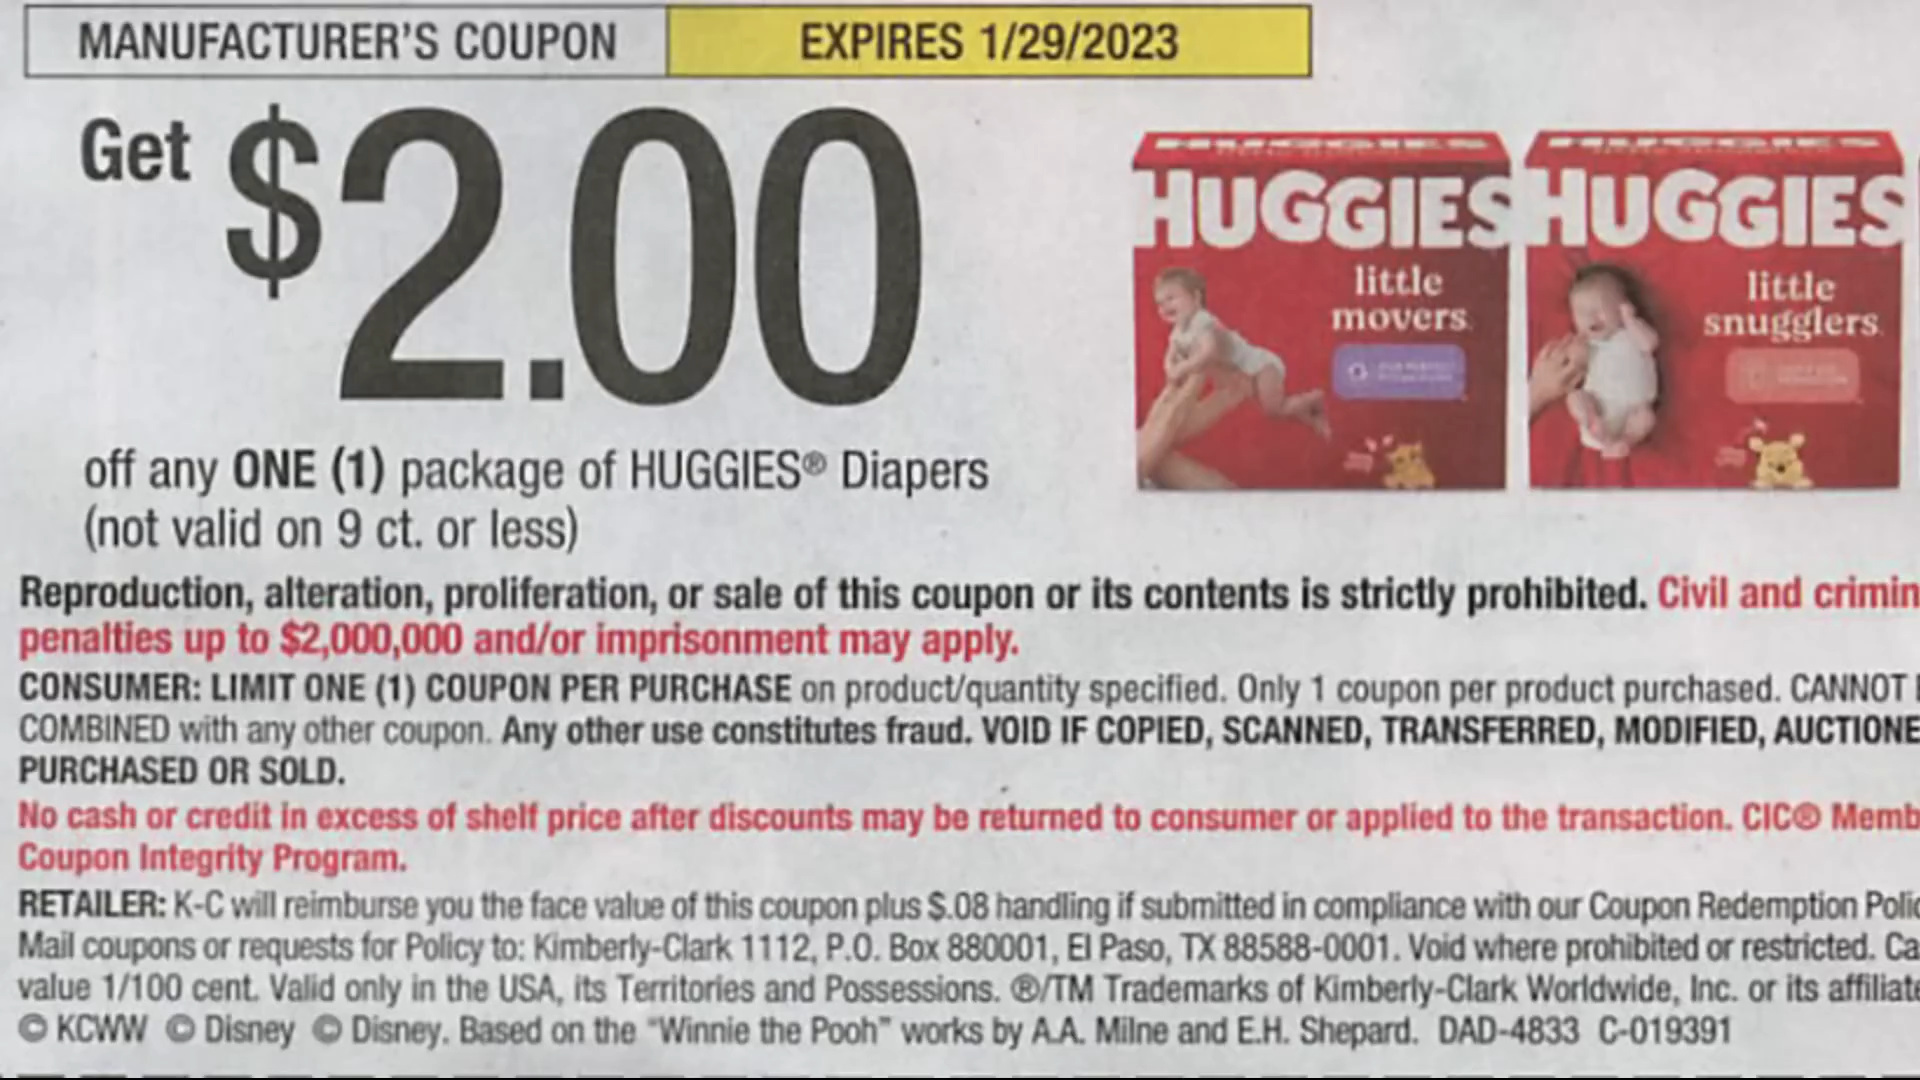 MANUFACTURER'S COUPON EXPIRES 1/29/2023
Get $2.00
HUGGIES HUGGIES
little movers.
little snugglers.
off any ONE (1) package of HUGGIES® Diapers
(not valid on 9 ct. or less)
Reproduction, alteration, proliferation, or sale of this coupon or its contents is strictly prohibited. Civil and crimin
penalties up to $2,000,000 and/or imprisonment may apply.
CONSUMER: LIMIT ONE (1) COUPON PER PURCHASE on product/quantity specified. Only 1 coupon per product purchased. CANNOT
COMBINED with any other coupon. Any other use constitutes fraud. VOID IF COPIED, SCANNED, TRANSFERRED, MODIFIED, AUCTIONE
PURCHASED OR SOLD.
No cash or credit in excess of shelf price after discounts may be returned to consumer or applied to the transaction. CIC® Memb
Coupon Integrity Program.
RETAILER: K-C will reimburse you the face value of this coupon plus $.08 handling if submitted in compliance with our Coupon Redemption Polic
Mail coupons or requests for Policy to: Kimberly-Clark 1112, P.O. Box 880001, El Paso, TX 88588-0001. Void where prohibited or restricted. Ca
value 1/100 cent. Valid only in the USA, its Territories and Possessions. ®/TM Trademarks of Kimberly-Clark Worldwide, Inc. or its affiliate
© KCWW © Disney © Disney. Based on the "Winnie the Pooh" works by A.A. Milne and E.H. Shepard. DAD-4833 C-019391